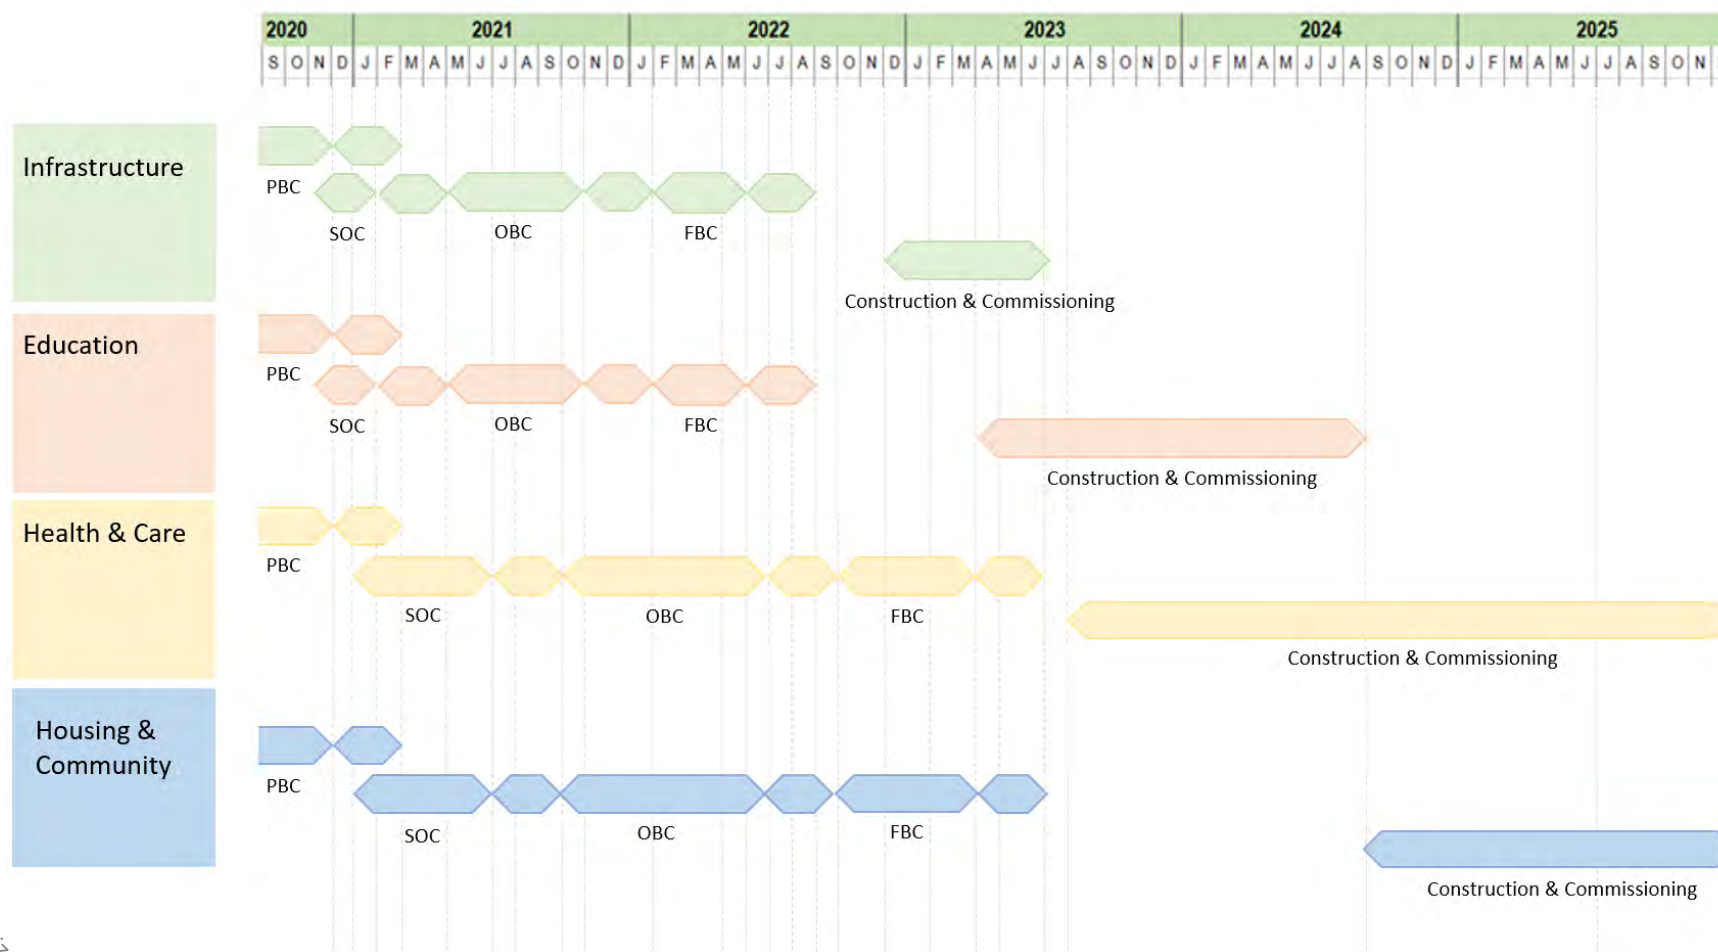 2020 2021 2022 2023 2024 2025
S O N D J F M A M J J A S O N D J F M A M J J A S O N D J F M A M J J A S O N D J F M A M J J A S O N D J F M A M J J A S O N
Infrastructure
PBC
SOC
OBC
FBC
Construction & Commissioning
Education
PBC
SOC
OBC
FBC
Construction & Commissioning
Health & Care
PBC
SOC
OBC
FBC
Construction & Commissioning
Housing &
Community
PBC
SOC
OBC
FBC
Construction & Commissioning